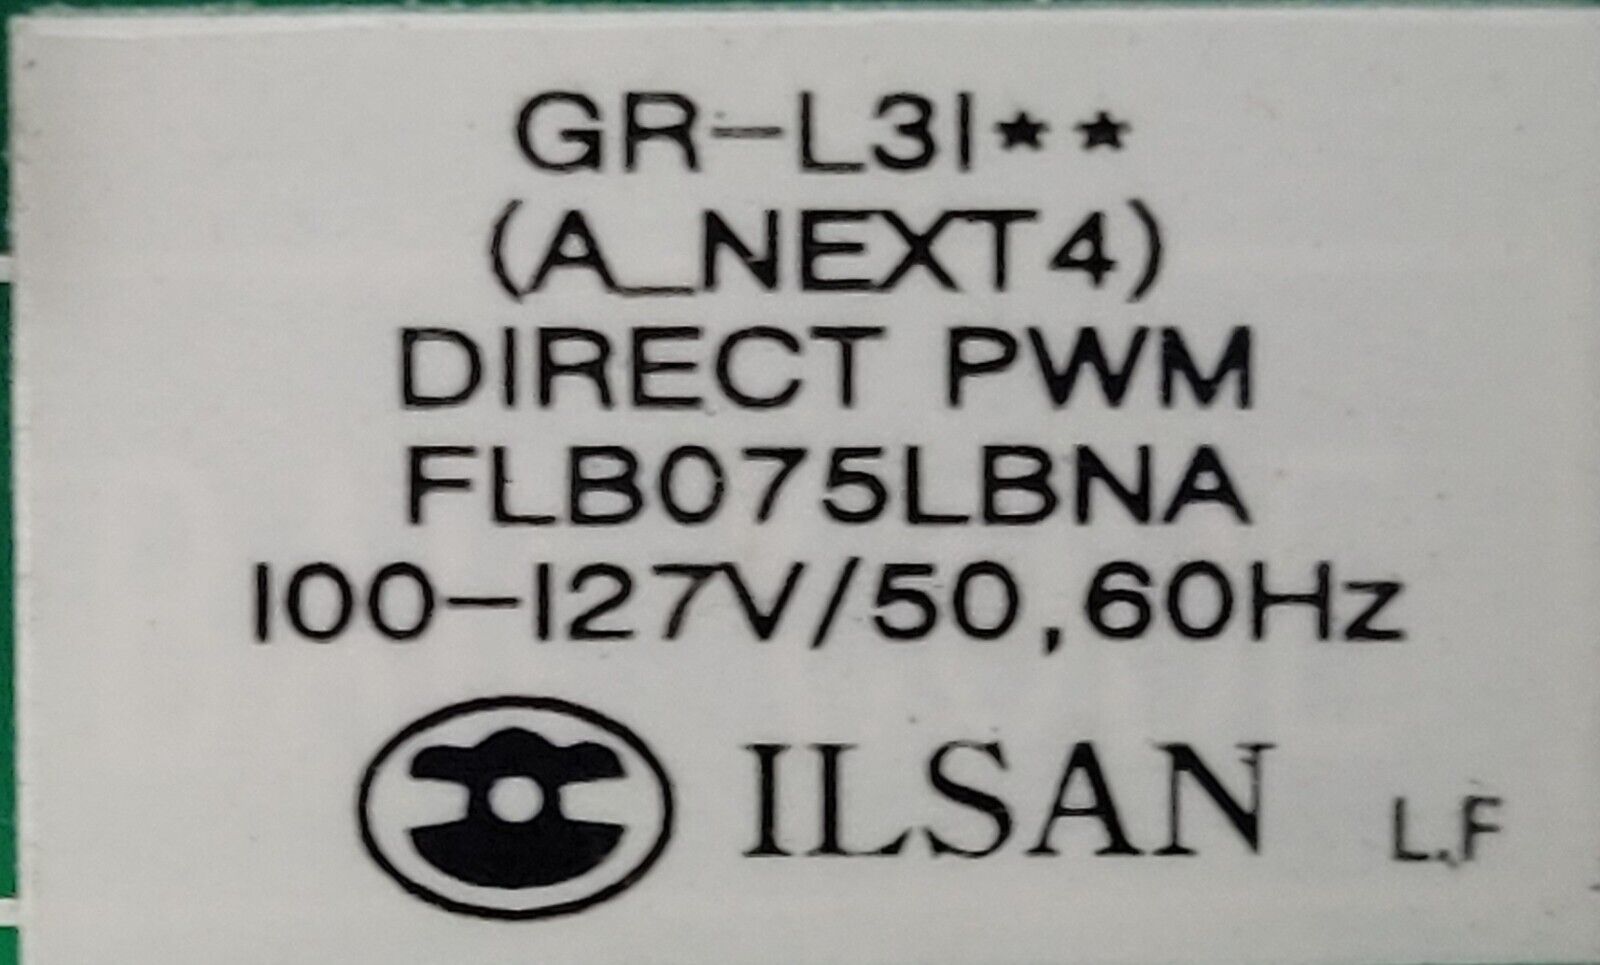 GR-L31★★
(A_NEXT4)
DIRECT PWM
FLB075LBNA
100-127V/50,60Hz
ILSAN L.F